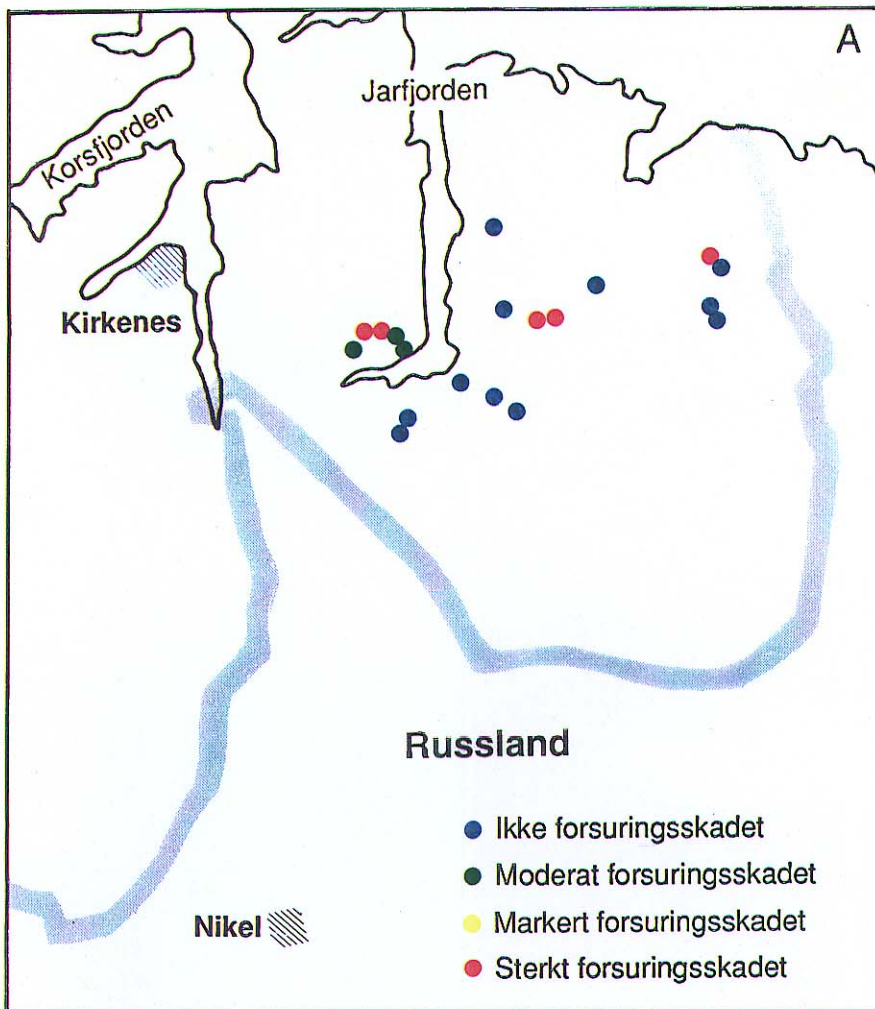 A
Jarfjorden
Korsfjorden
Kirkenes
Russland
Ikke forsuringsskadet
Moderat forsuringsskadet
Nikel
Markert forsuringsskadet
Sterkt forsuringsskadet